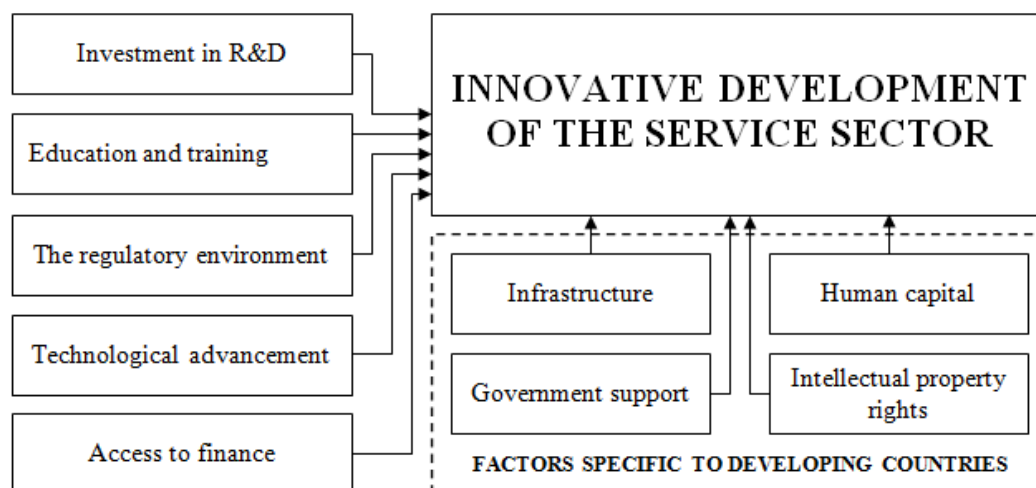 Investment in R&D
Education and training
The regulatory environment
Technological advancement
Access to finance
INNOVATIVE DEVELOPMENT
OF THE SERVICE SECTOR
Infrastructure
Human capital
Government support
Intellectual property
rights
FACTORS SPECIFIC TO DEVELOPING COUNTRIES